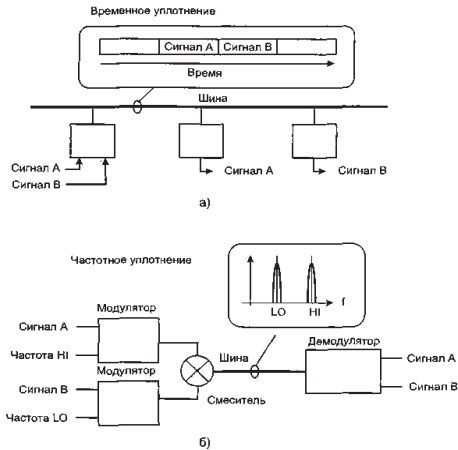 Временное уплотнение
Сигнал А Сигнал В
Время
Шина
Сигнал А
Сигнал В
Сигнал А
Сигнал В
а)
Частотное уплотнение
LO HI f
Модулятор
Сигнал А
Частота HI
Модулятор
Сигнал В
Частота LO
Смеситель
Шина
Демодулятор
Сигнал А
Сигнал В
б)